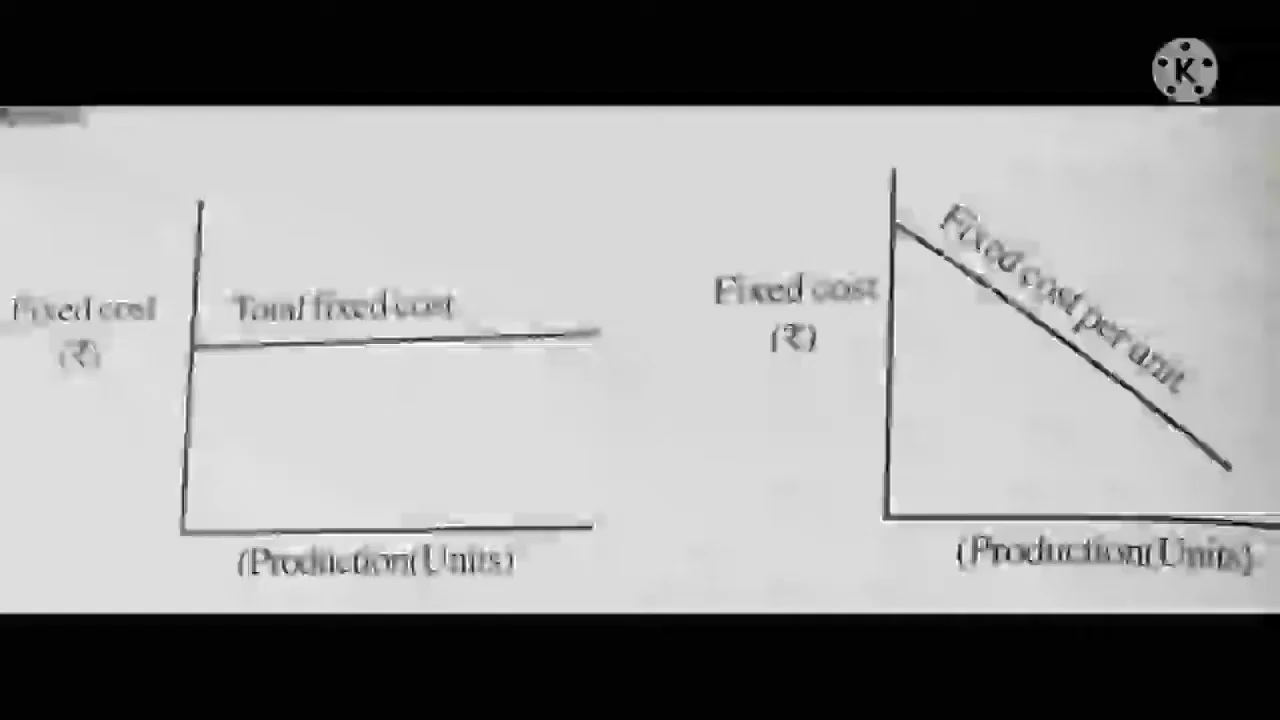 Fixed cost
(₹)
Total fixed cost
(Production(Units)
Fixed cost
(₹)
Fixed cost per unit
(Production(Units)
K